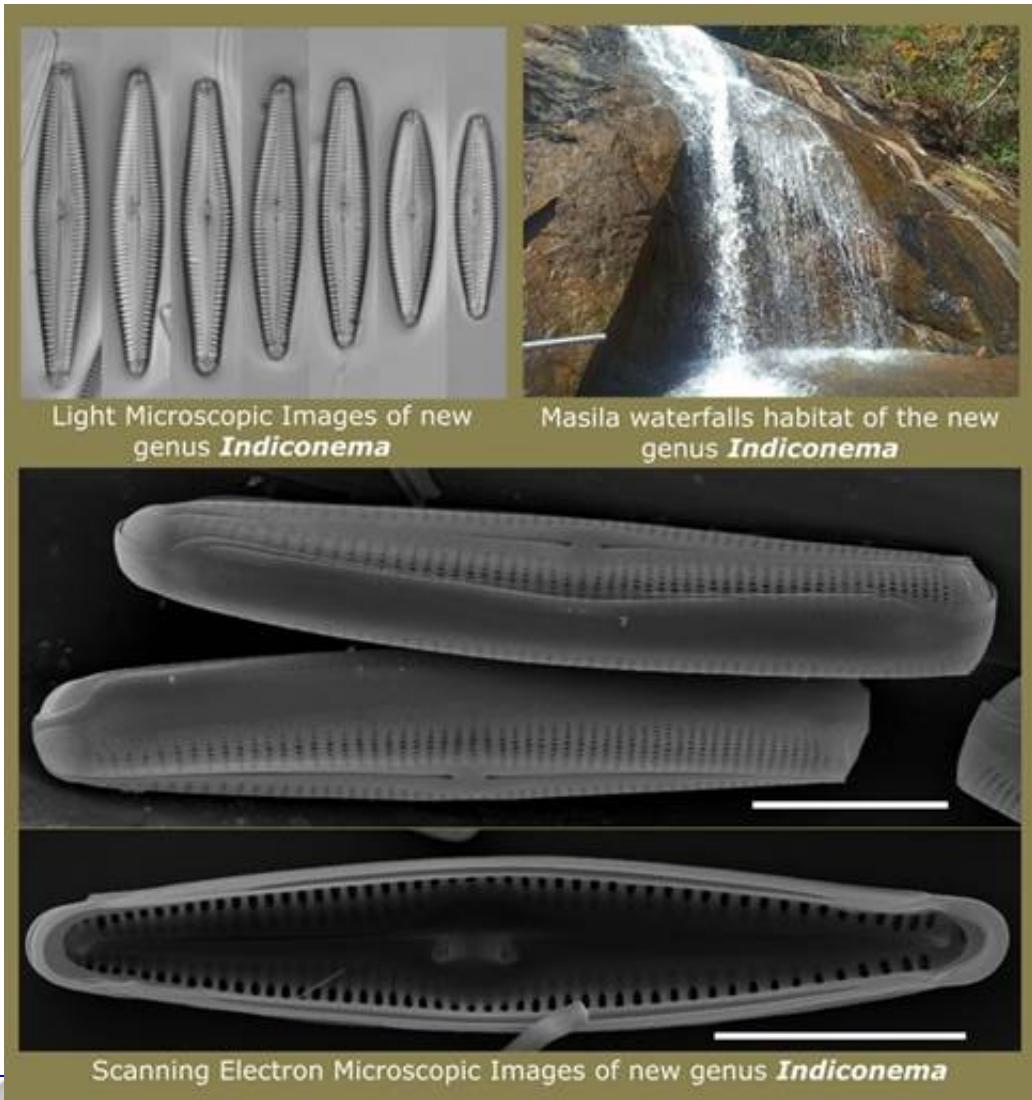 Light Microscopic Images of new
genus Indiconema
Masila waterfalls habitat of the new
genus Indiconema
Scanning Electron Microscopic Images of new genus Indiconema